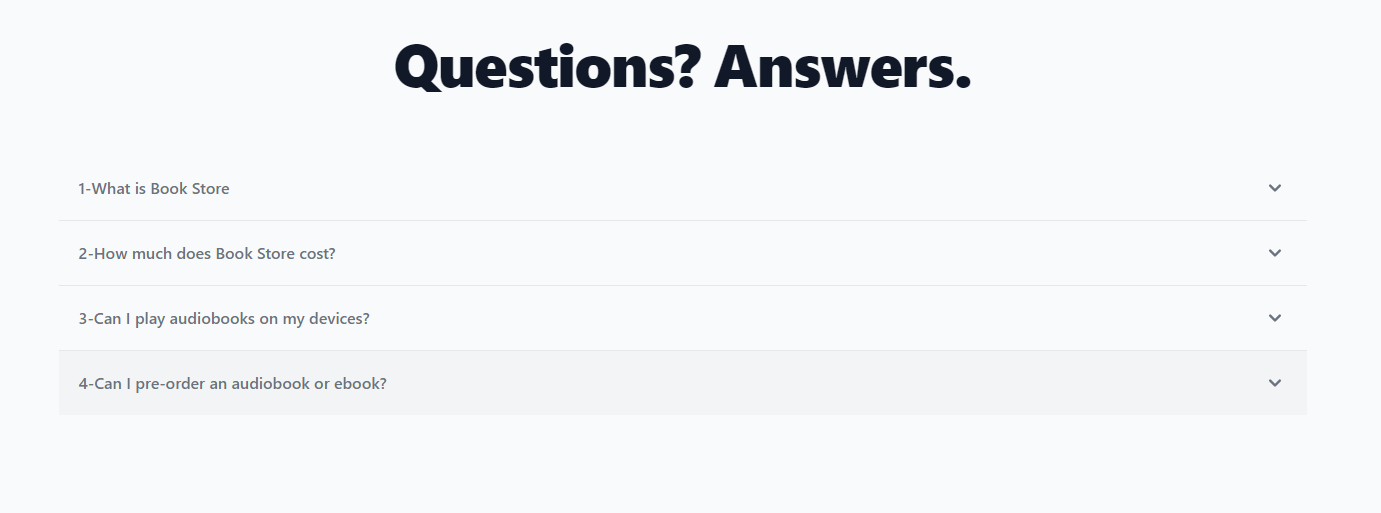 Questions? Answers.
1-What is Book Store
2-How much does Book Store cost?
3-Can I play audiobooks on my devices?
4-Can I pre-order an audiobook or ebook?